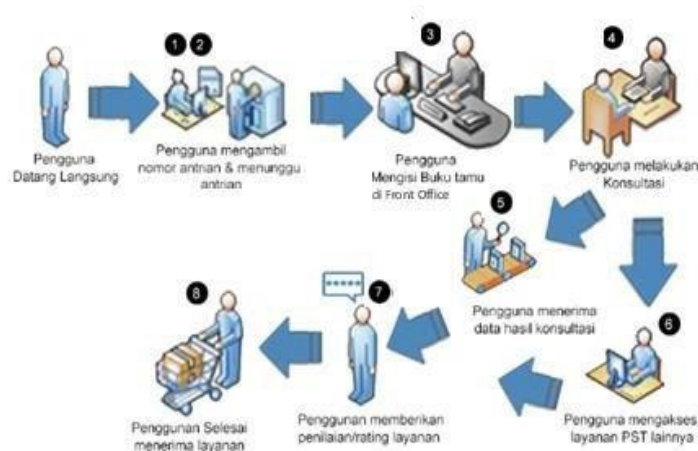 1 2
3
4
Pengguna
Datang Langsung
Pengguna mengambil
nomor antrian & menunggu
antrian
Pengguna
Mengisi Buku tamu
di Front Office
Pengguna melakukan
Konsultasi
5
Pengguna menerima
data hasil konsultasi
6
Pengguna mengakses
layanan PST lainnya
7
*****
Penggunan memberikan
penilaian/rating layanan
8
Penggunan Selesai
menerima layanan